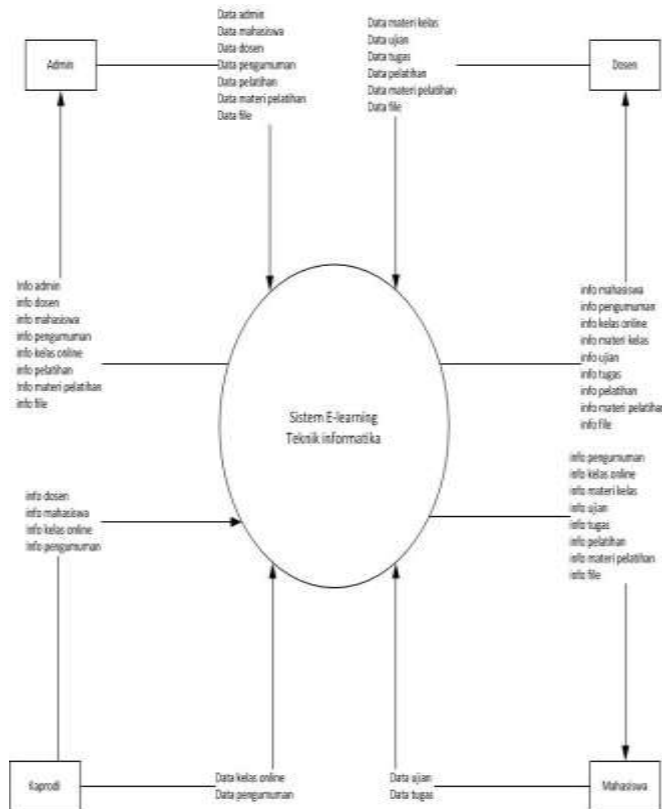 Admin
Data admin
Data mahasiswa
Data dosen
Data pengumuman
Data pelatihan
Data materi pelatihan
Data file
Data materi kelas
Data ujian
Data tugas
Data pelatihan
Data materi pelatihan
Data file
Dosen
Info admin
info dosen
info mahasiswa
info pengumuman
info kelas online
info pelatihan
Info materi pelatihan
info file
info mahasiswa
info pengumuman
info kelas online
info materi kelas
info ujian
info tugas
info pelatihan
info materi pelatihan
info file
Sistem E-learning
Teknik informatika
info dosen
info mahasiswa
info kelas online
Info pengumuman
info pengumuman
info kelas online
info materi kelas
info ujian
info tugas
info pelatihan
info materi pelatihan
info file
Kaprodi
Data kelas online
Data pengumuman
Data ujian
Data tugas
Mahasiswa